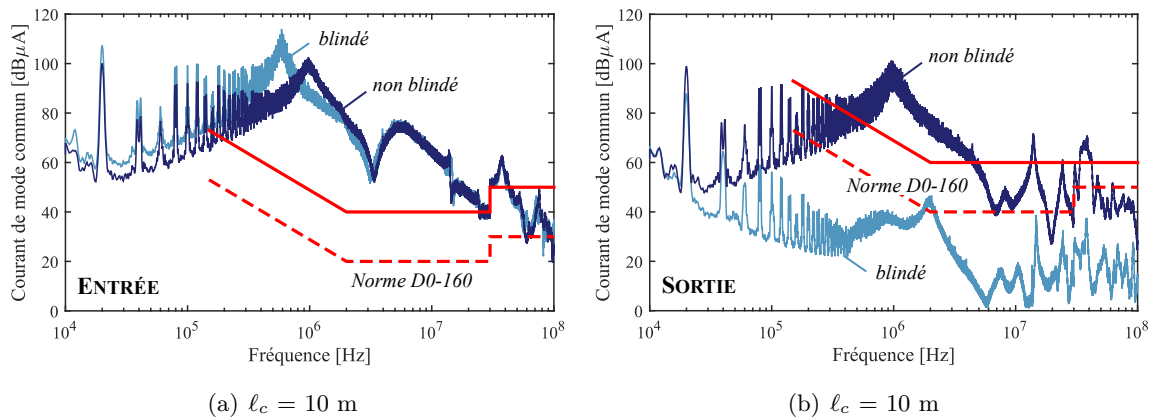 120
100
80
60
40
20
0
Courant de mode commun [dBµA]
blindé
non blindé
Norme D0-160
ENTRÉE
10^4
10^5
10^6
10^7
10^8
Fréquence [Hz]
(a) ℓc = 10 m
120
100
80
60
40
20
0
Courant de mode commun [dBµA]
non blindé
Norme D0-160
blindé
SORTIE
10^4
10^5
10^6
10^7
10^8
Fréquence [Hz]
(b) ℓc = 10 m